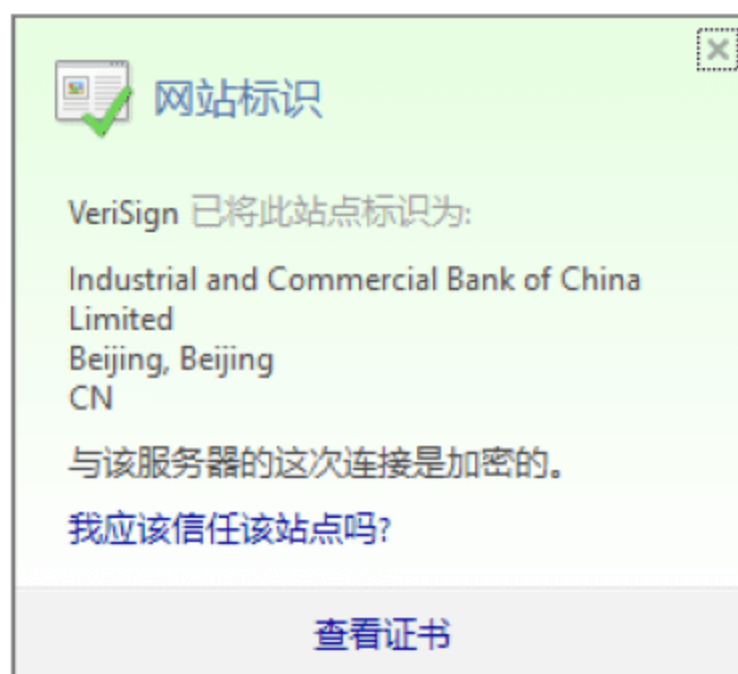 网站标识
VeriSign 已将此站点标识为:
Industrial and Commercial Bank of China
Limited
Beijing, Beijing
CN
与该服务器的这次连接是加密的。
我应该信任该站点吗?
查看证书